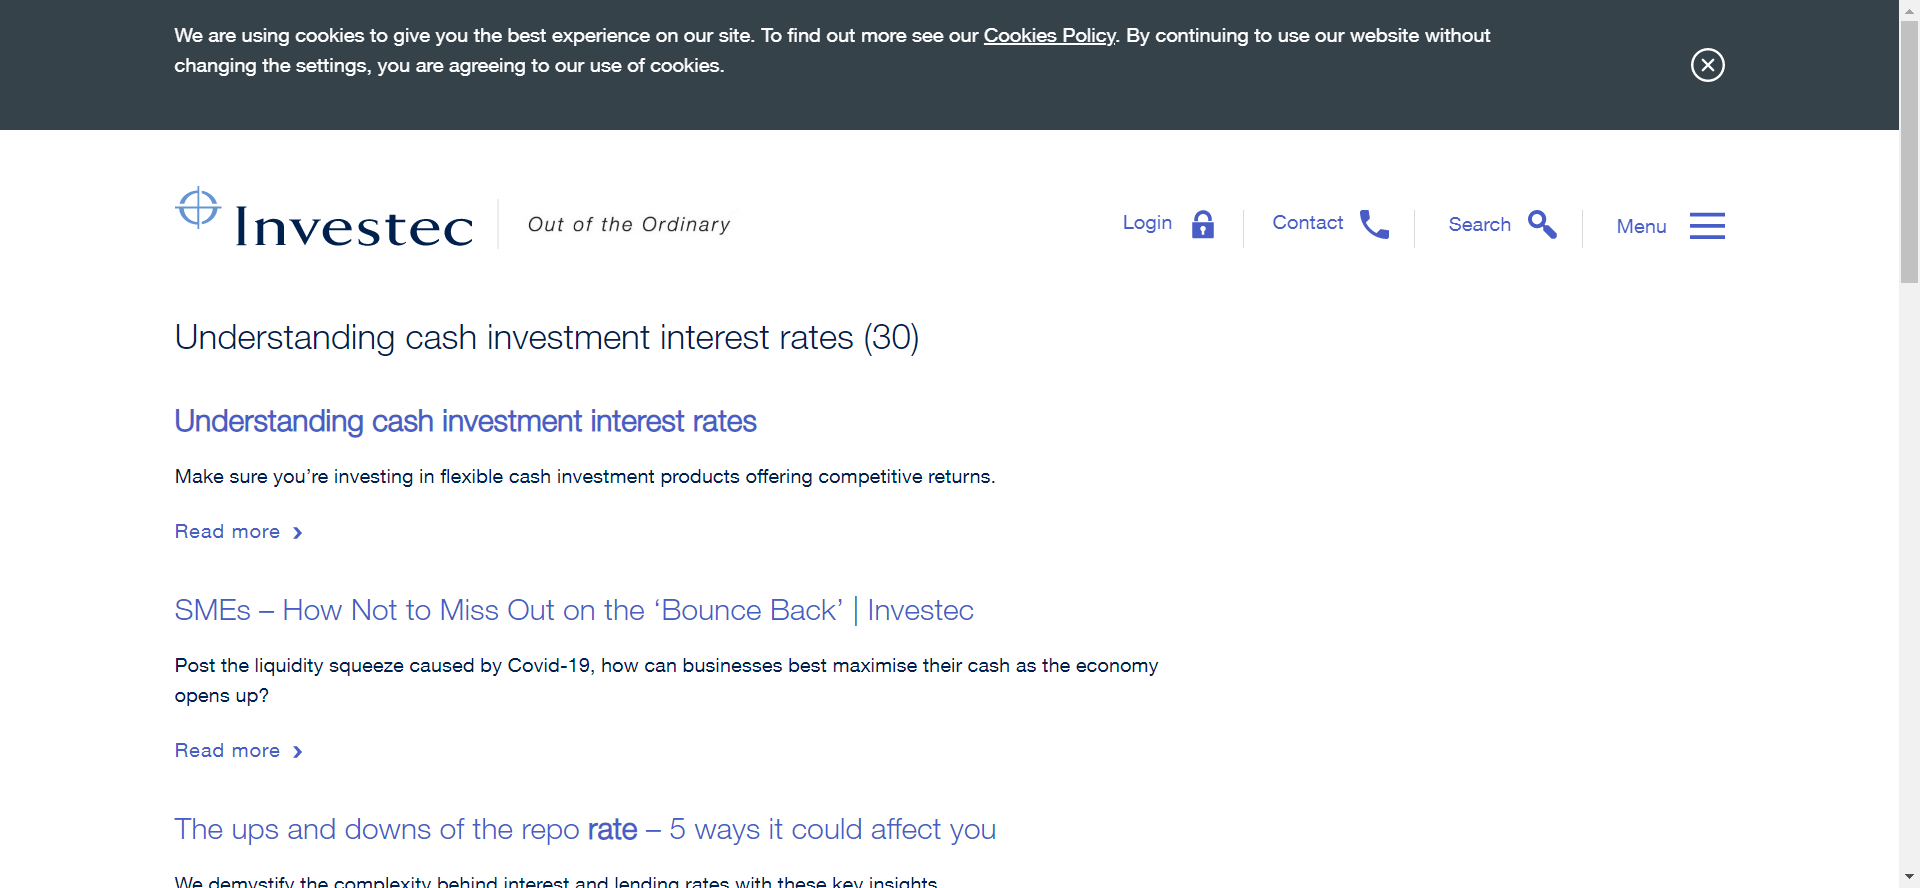 We are using cookies to give you the best experience on our site. To find out more see our Cookies Policy. By continuing to use our website without
changing the settings, you are agreeing to our use of cookies.
Investec
Out of the Ordinary
Login
Contact
Search
Menu
Understanding cash investment interest rates (30)
Understanding cash investment interest rates
Make sure you’re investing in flexible cash investment products offering competitive returns.
Read more
SMEs – How Not to Miss Out on the ‘Bounce Back’ | Investec
Post the liquidity squeeze caused by Covid-19, how can businesses best maximise their cash as the economy
opens up?
Read more
The ups and downs of the repo rate – 5 ways it could affect you
We demystify the complexity behind interest and lending rates with these key insights.